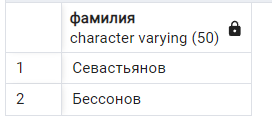 фамилия
character varying (50)
1 Севастьянов
2 Бессонов